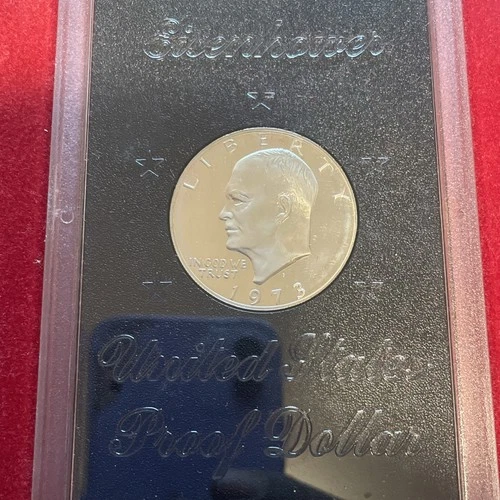 Eisenhower
LIBERTY
IN GOD WE
TRUST
1973
United States
Proof Dollar